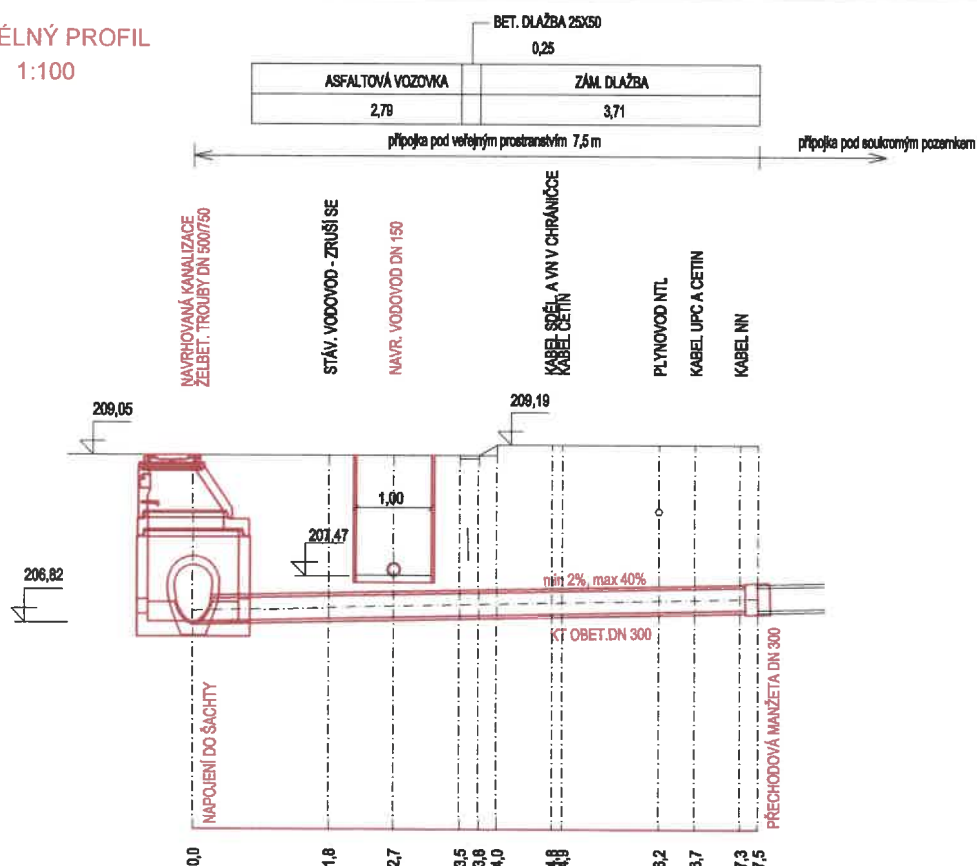 ÉLNÝ PROFIL
1:100
BET. DLAŽBA 25X50
0,25
ASFALTOVÁ VOZOVKA
ZÁM. DLAŽBA
2,79
3,71
přípojka pod veřejným prostranstvím 7,5 m
přípojka pod soukromým pozemkem
NAVRHOVANÁ KANALIZACE
ŽELBET. TROUBY DN 500/750
STÁV. VODOVOD - ZRUŠÍ SE
NAVR. VODOVOD DN 150
KABEL SDĚL. A VN V CHRÁNIČCE
KABEL CETIN
PLYNOVOD NTL
KABEL UPC A CETIN
KABEL NN
209,05
209,19
1,00
207,47
206,82
min 2%, max 40%
KT OBET.DN 300
NAPOJENÍ DO ŠACHTY
PŘECHODOVÁ MANŽETA DN 300
0,0
1,8
2,7
3,5
3,8
4,0
4,8
4,9
6,2
6,7
7,3
7,5